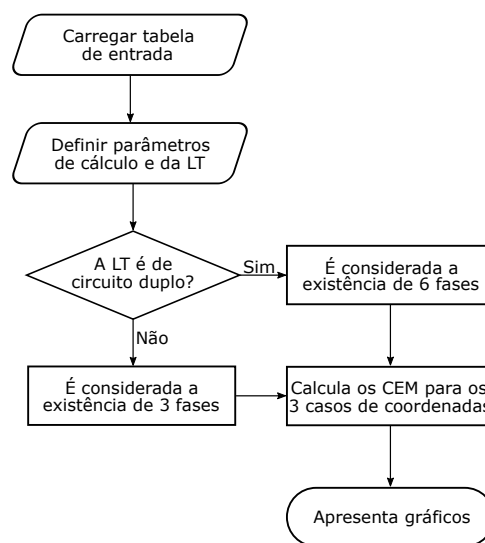 Carregar tabela
de entrada
Definir parâmetros
de cálculo e da LT
A LT é de
circuito duplo?
Sim
É considerada a
existência de 6 fases
Não
É considerada a
existência de 3 fases
Calcula os CEM para os
3 casos de coordenadas
Apresenta gráficos